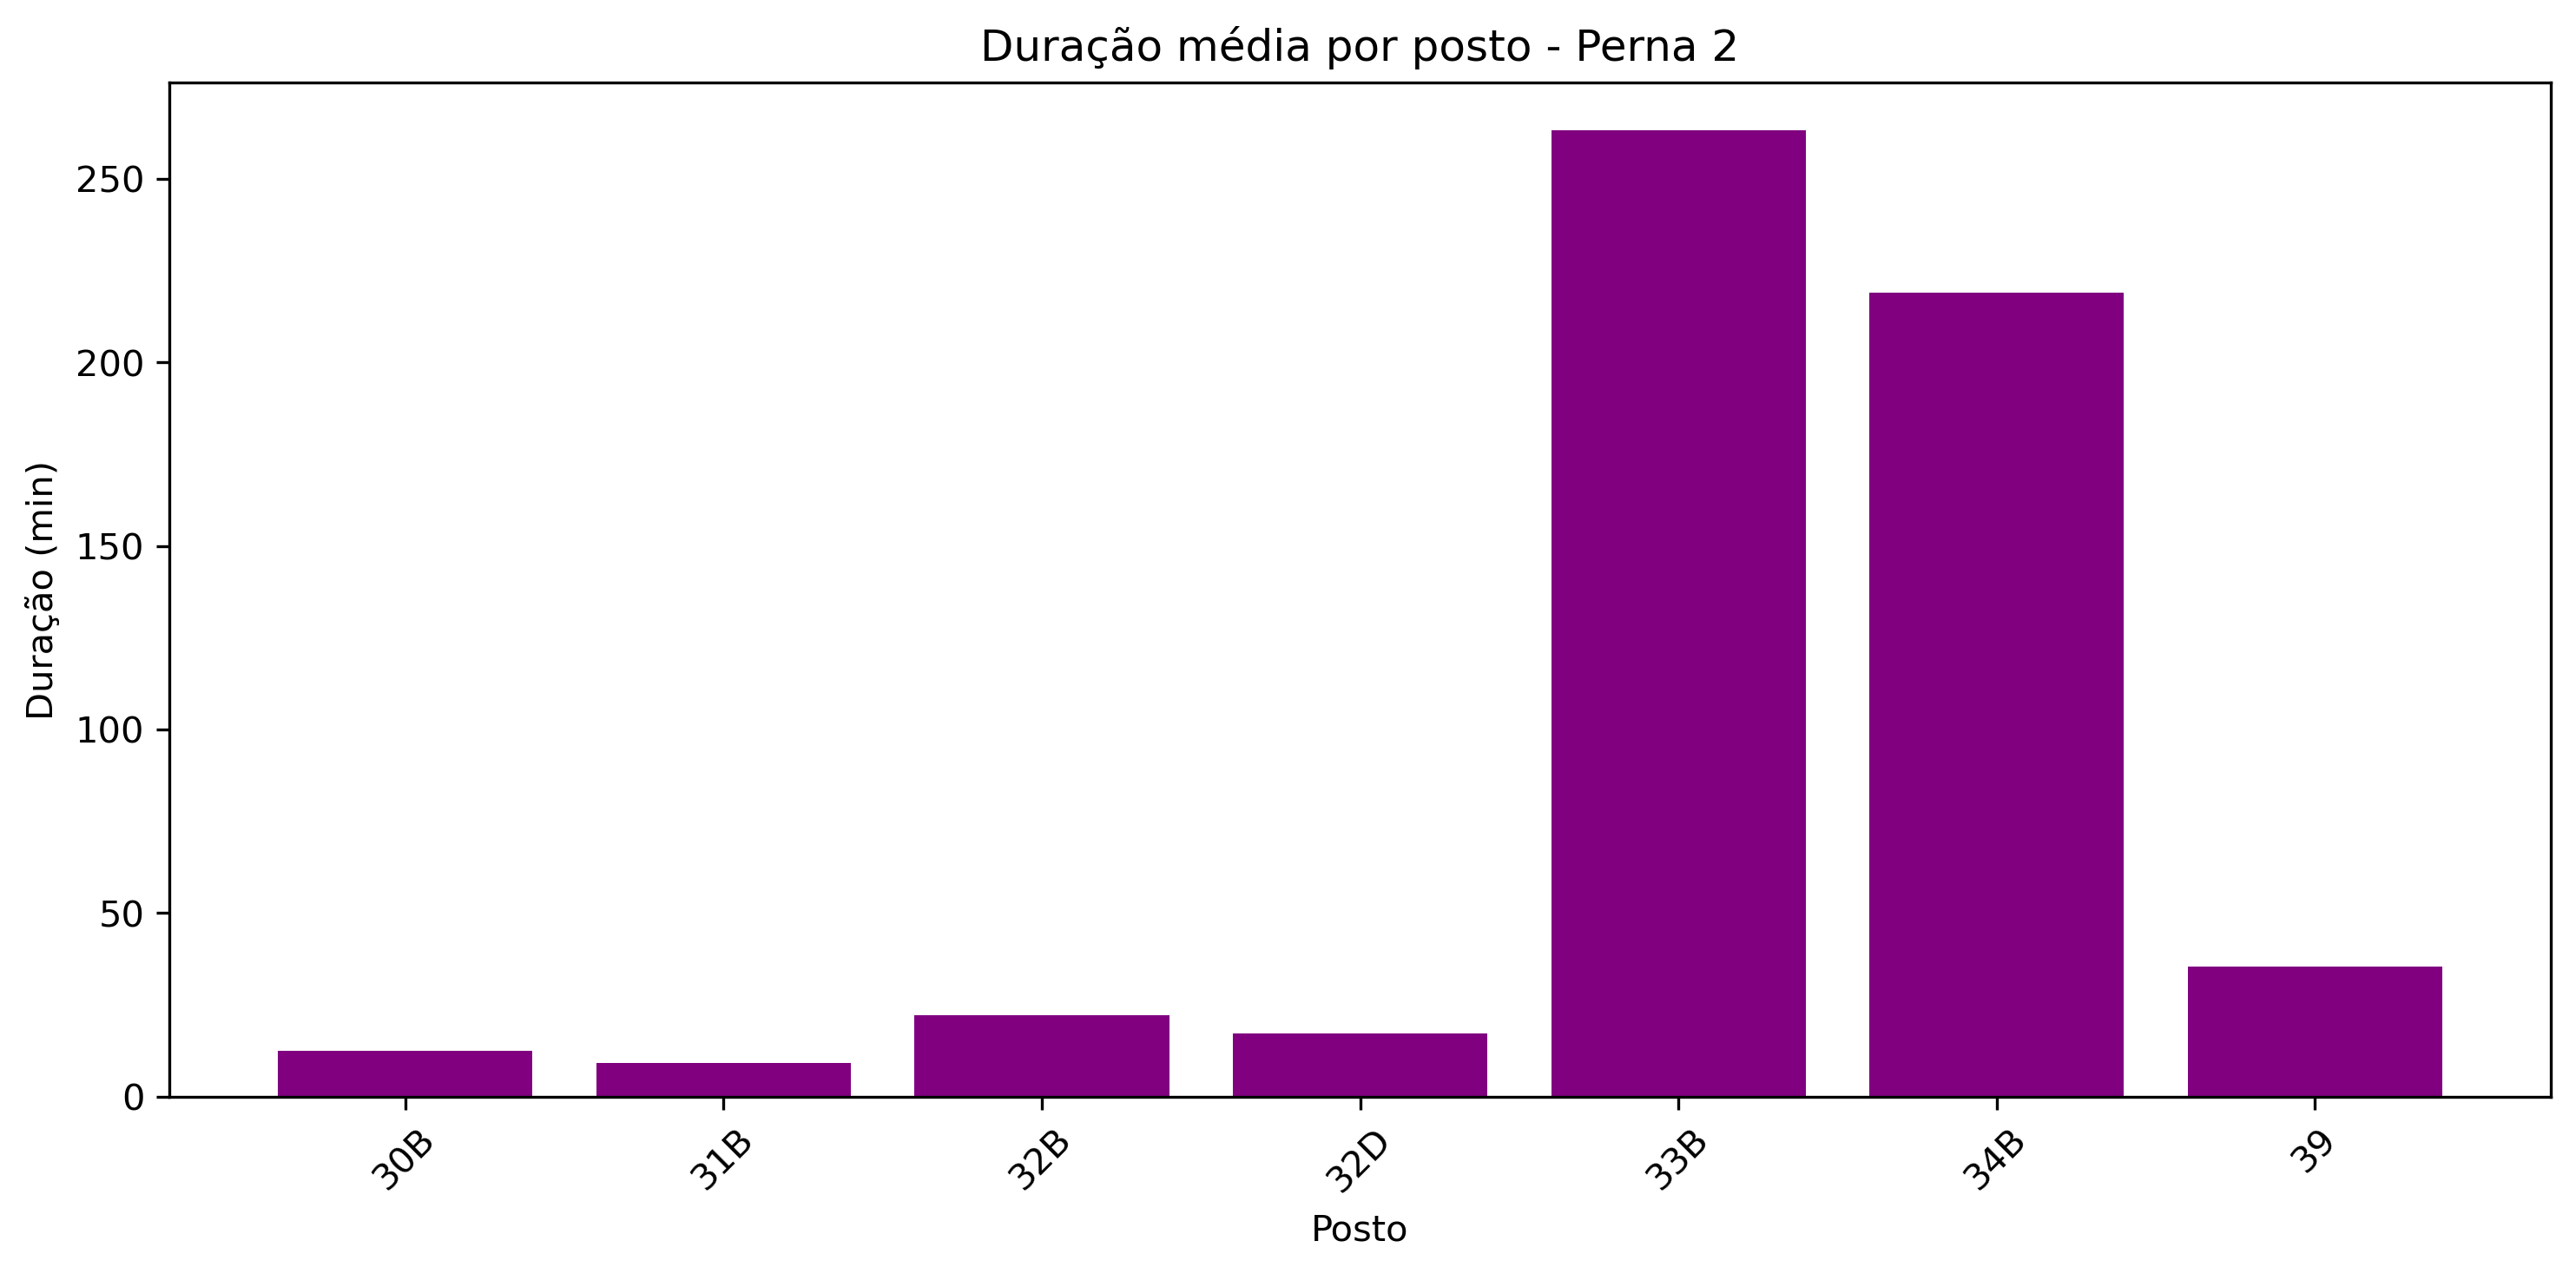 Duração média por posto - Perna 2
Duração (min)
250
200
150
100
50
0
30B
31B
32B
32D
33B
34B
39
Posto